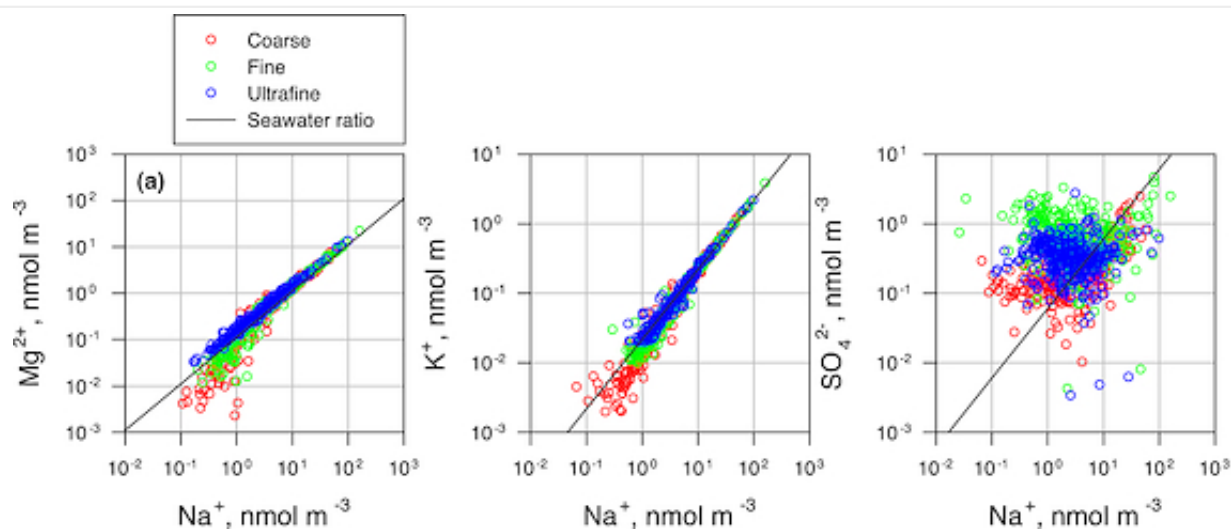 Coarse
Fine
Ultrafine
Seawater ratio
(a)
Mg²⁺, nmol m⁻³
10³
10²
10¹
10⁰
10⁻¹
10⁻²
10⁻³
10⁻² 10⁻¹ 10⁰ 10¹ 10² 10³
Na⁺, nmol m⁻³
K⁺, nmol m⁻³
10¹
10⁰
10⁻¹
10⁻²
10⁻³
10⁻² 10⁻¹ 10⁰ 10¹ 10² 10³
Na⁺, nmol m⁻³
SO₄²⁻, nmol m⁻³
10¹
10⁰
10⁻¹
10⁻²
10⁻³
10⁻² 10⁻¹ 10⁰ 10¹ 10² 10³
Na⁺, nmol m⁻³